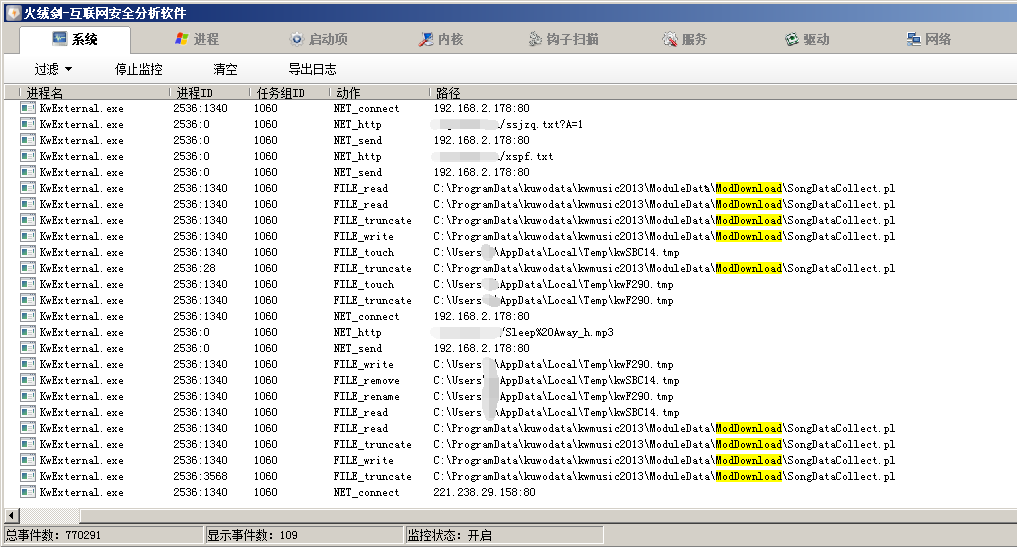 火绒剑-互联网安全分析软件
系统 进程 启动项 内核 钩子扫描 服务 驱动 网络
过滤 停止监控 清空 导出日志
进程名 进程ID 任务组ID 动作 路径
KwExternal.exe 2536:1340 1060 NET_connect 192.168.2.178:80
KwExternal.exe 2536:0 1060 NET_http /ssjzq.txt?A=1
KwExternal.exe 2536:0 1060 NET_send 192.168.2.178:80
KwExternal.exe 2536:0 1060 NET_http /xspf.txt
KwExternal.exe 2536:0 1060 NET_send 192.168.2.178:80
KwExternal.exe 2536:1340 1060 FILE_read C:\ProgramData\kuwodata\kwmusic2013\ModuleData\ModDownload\SongDataCollect.pl
KwExternal.exe 2536:1340 1060 FILE_read C:\ProgramData\kuwodata\kwmusic2013\ModuleData\ModDownload\SongDataCollect.pl
KwExternal.exe 2536:1340 1060 FILE_truncate C:\ProgramData\kuwodata\kwmusic2013\ModuleData\ModDownload\SongDataCollect.pl
KwExternal.exe 2536:1340 1060 FILE_write C:\ProgramData\kuwodata\kwmusic2013\ModuleData\ModDownload\SongDataCollect.pl
KwExternal.exe 2536:1340 1060 FILE_touch C:\Users \AppData\Local\Temp\kwSBC14.tmp
KwExternal.exe 2536:28 1060 FILE_truncate C:\ProgramData\kuwodata\kwmusic2013\ModuleData\ModDownload\SongDataCollect.pl
KwExternal.exe 2536:1340 1060 FILE_touch C:\Users \AppData\Local\Temp\kwF290.tmp
KwExternal.exe 2536:1340 1060 FILE_truncate C:\Users \AppData\Local\Temp\kwF290.tmp
KwExternal.exe 2536:1340 1060 NET_connect 192.168.2.178:80
KwExternal.exe 2536:0 1060 NET_http /Sleep%20Away_h.mp3
KwExternal.exe 2536:0 1060 NET_send 192.168.2.178:80
KwExternal.exe 2536:1340 1060 FILE_write C:\Users \AppData\Local\Temp\kwF290.tmp
KwExternal.exe 2536:1340 1060 FILE_remove C:\Users \AppData\Local\Temp\kwSBC14.tmp
KwExternal.exe 2536:1340 1060 FILE_rename C:\Users \AppData\Local\Temp\kwF290.tmp
KwExternal.exe 2536:1340 1060 FILE_read C:\Users \AppData\Local\Temp\kwSBC14.tmp
KwExternal.exe 2536:1340 1060 FILE_read C:\ProgramData\kuwodata\kwmusic2013\ModuleData\ModDownload\SongDataCollect.pl
KwExternal.exe 2536:1340 1060 FILE_truncate C:\ProgramData\kuwodata\kwmusic2013\ModuleData\ModDownload\SongDataCollect.pl
KwExternal.exe 2536:1340 1060 FILE_write C:\ProgramData\kuwodata\kwmusic2013\ModuleData\ModDownload\SongDataCollect.pl
KwExternal.exe 2536:3568 1060 FILE_truncate C:\ProgramData\kuwodata\kwmusic2013\ModuleData\ModDownload\SongDataCollect.pl
KwExternal.exe 2536:1340 1060 NET_connect 221.238.29.158:80
总事件数: 770291 显示事件数: 109 监控状态: 开启